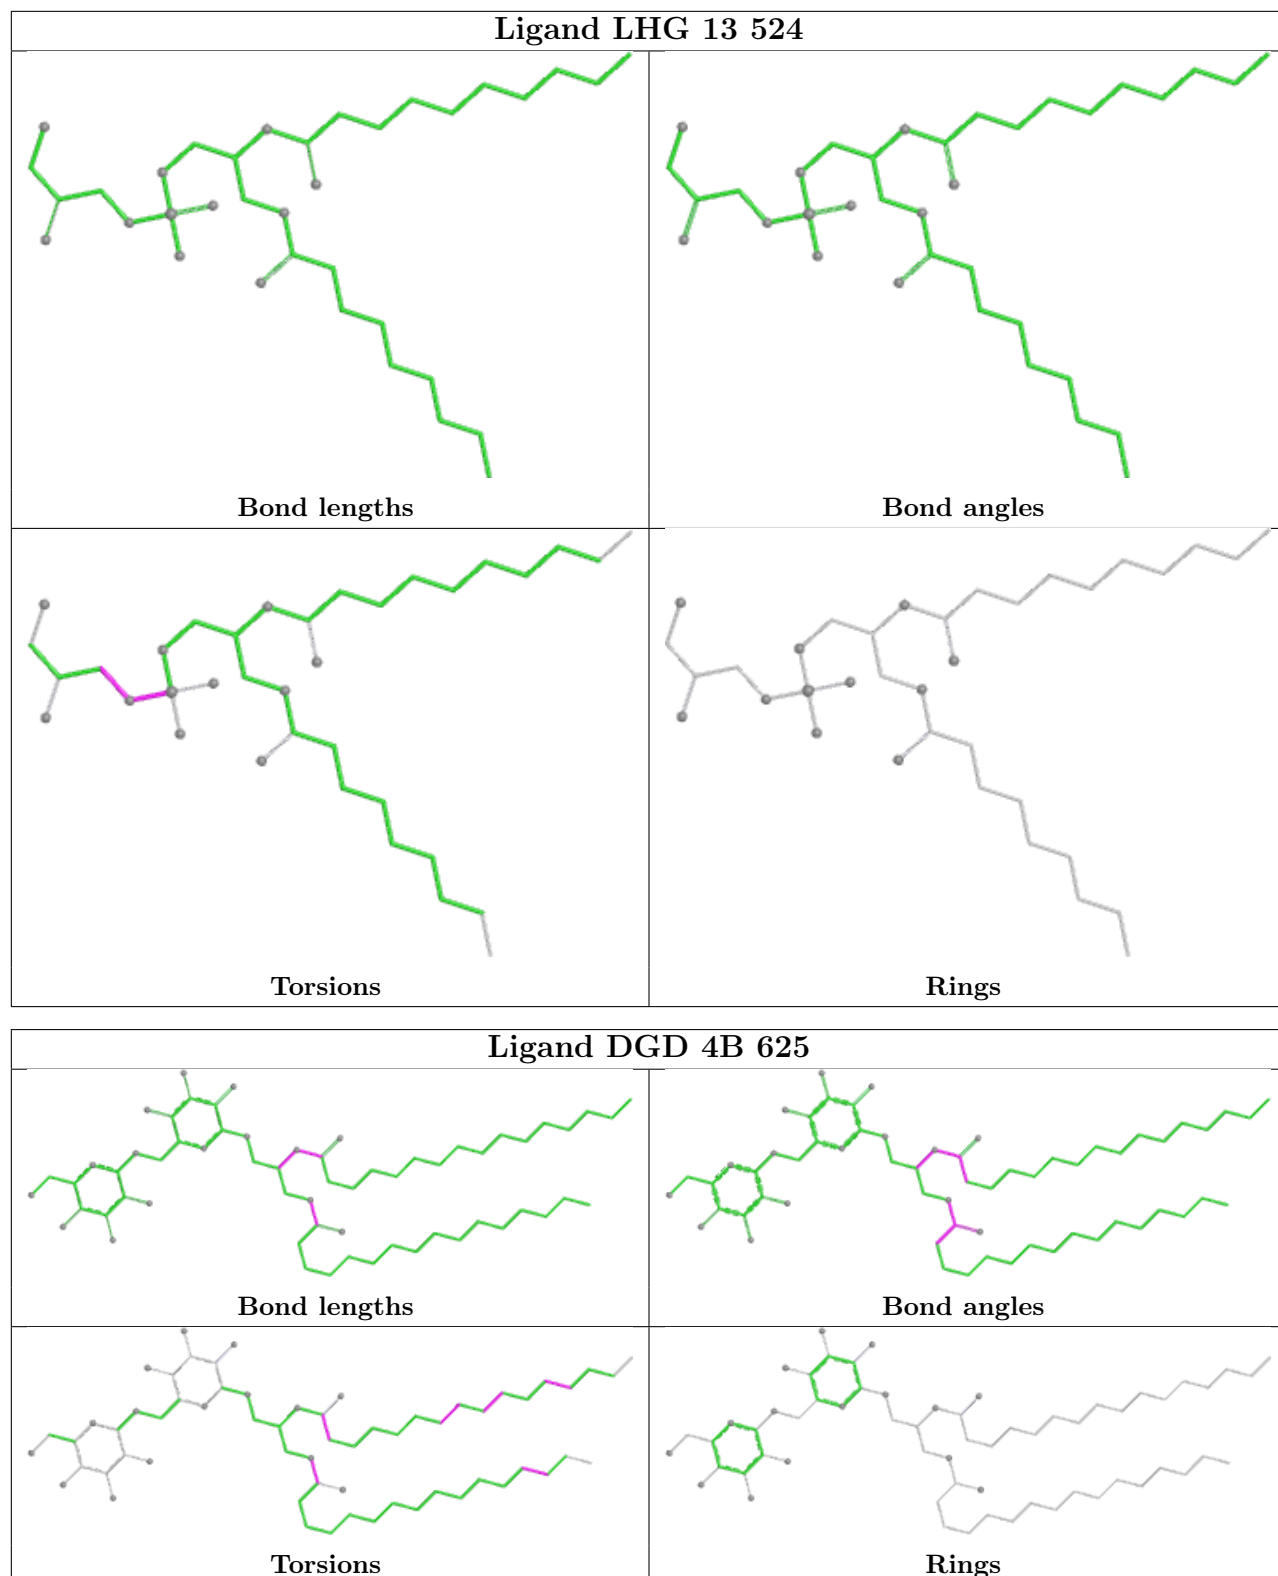 Ligand LHG 13 524
Bond lengths
Bond angles
Torsions
Rings
Ligand DGD 4B 625
Bond lengths
Bond angles
Torsions
Rings